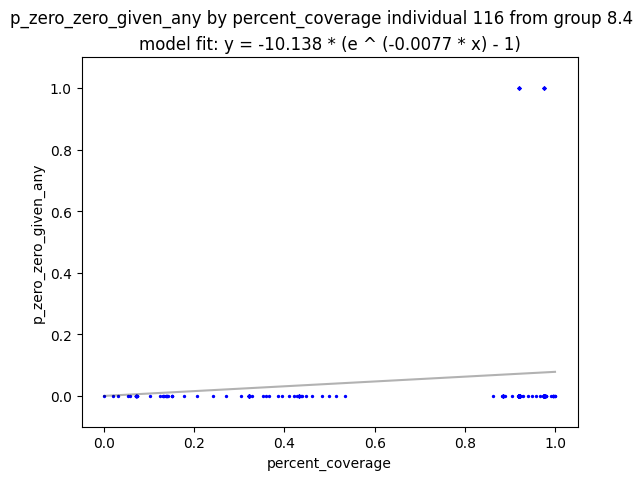 p_zero_zero_given_any by percent_coverage individual 116 from group 8.4
model fit: y = -10.138 * (e ^ (-0.0077 * x) - 1)
1.0
0.8
0.6
0.4
0.2
0.0
p_zero_zero_given_any
0.0 0.2 0.4 0.6 0.8 1.0
percent_coverage